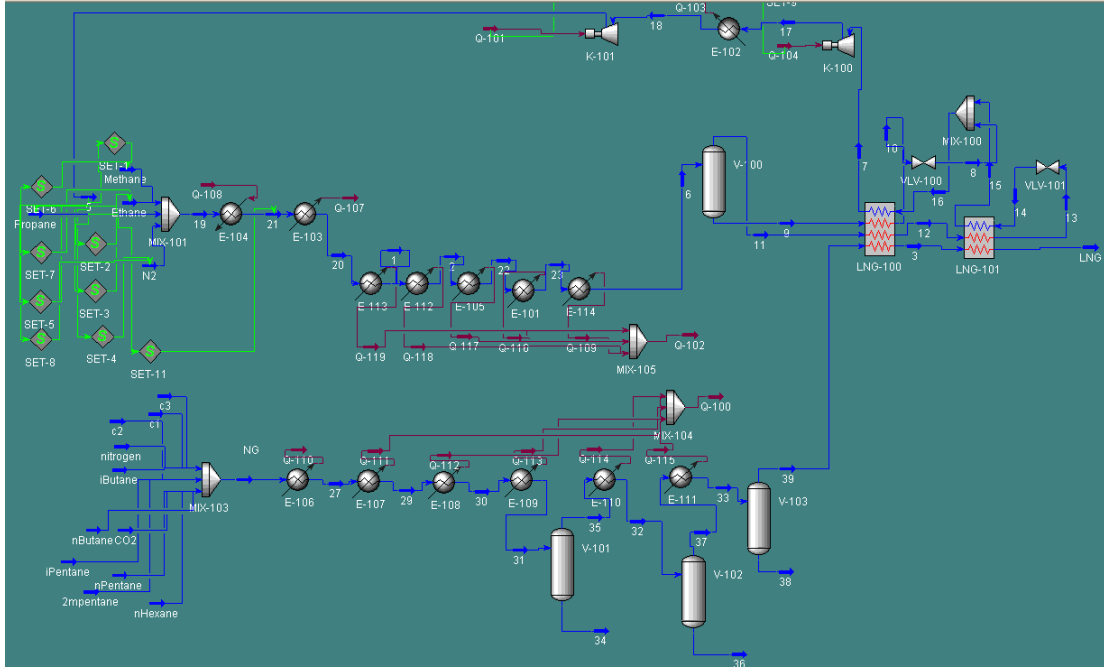 Q-103
SET-9
Q-101
18
17
K-101
E-102
Q-104
K-100
SET-1
Methane
SET-6
5
Ethane
Propane
Q-108
Q-107
MIX-101
19
21
E-104
E-103
SET-7
SET-2
N2
20
SET-5
SET-3
SET-8
SET-4
SET-11
1
2
22
23
E-113
E-112
E-105
E-101
E-114
Q-119
Q-118
Q-117
Q-109
Q-102
MIX-105
6
V-100
7
10
MIX-100
VLV-100
8
15
VLV-101
16
14
13
11
9
12
3
LNG-100
LNG-101
LNG
c3
c2
c1
nitrogen
iButane
NG
MIX-103
nButane
CO2
iPentane
nPentane
2mpentane
nHexane
Q-110
Q-111
Q-112
Q-113
Q-114
Q-115
MIX-104
Q-100
E-106
27
E-107
29
E-108
30
E-109
E-110
E-111
33
39
V-103
35
32
31
V-101
37
V-102
38
34
36